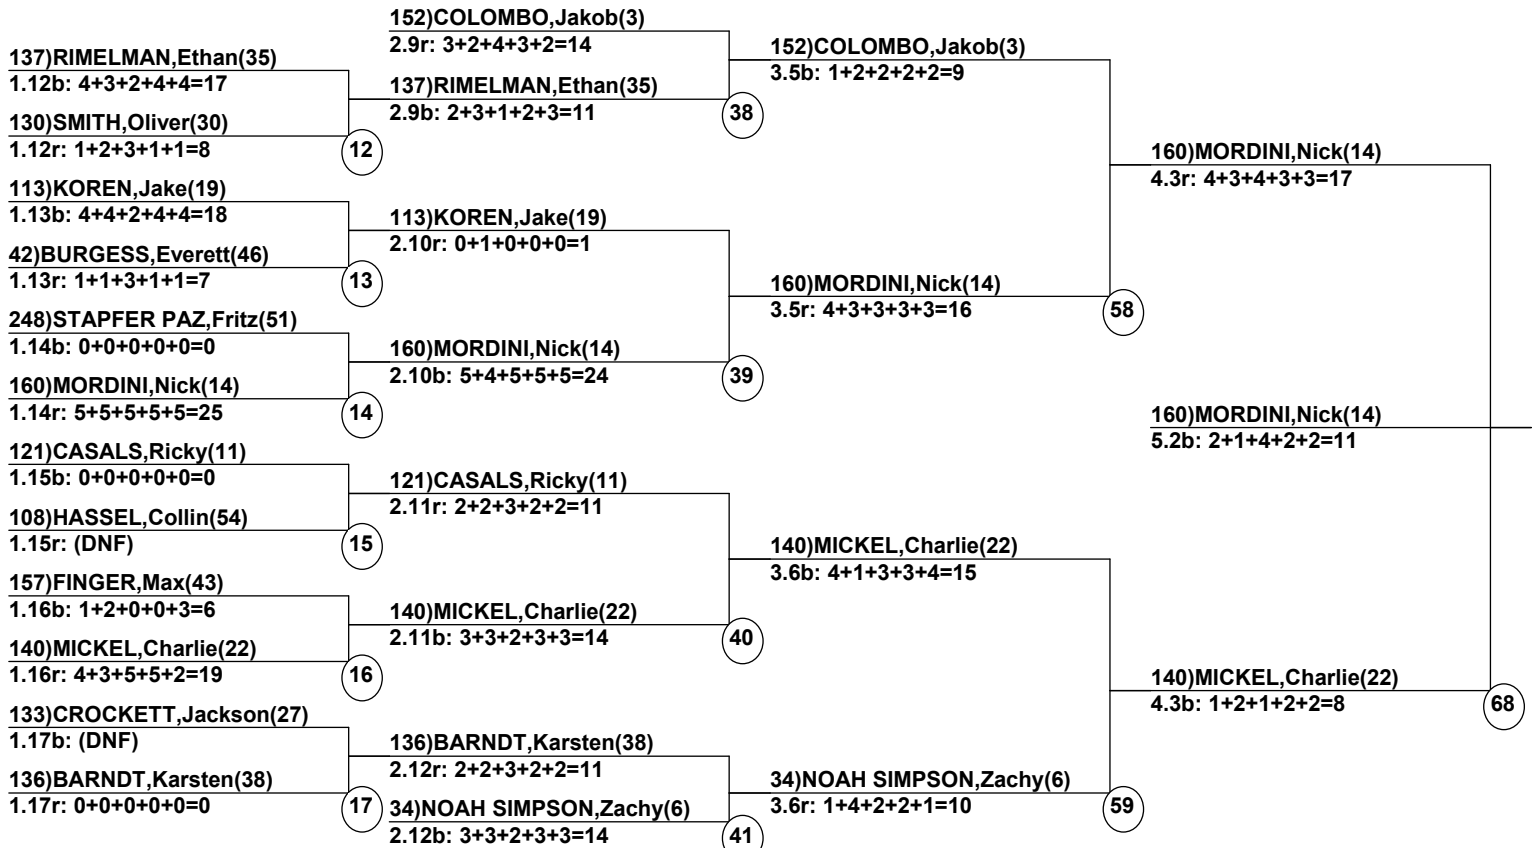 152)COLOMBO,Jakob(3)
2.9r: 3+2+4+3+2=14
137)RIMELMAN,Ethan(35)
1.12b: 4+3+2+4+4=17
137)RIMELMAN,Ethan(35)
2.9b: 2+3+1+2+3=11
38
130)SMITH,Oliver(30)
1.12r: 1+2+3+1+1=8
12
152)COLOMBO,Jakob(3)
3.5b: 1+2+2+2+2=9
113)KOREN,Jake(19)
1.13b: 4+4+2+4+4=18
113)KOREN,Jake(19)
2.10r: 0+1+0+0+0=1
42)BURGESS,Everett(46)
1.13r: 1+1+3+1+1=7
13
160)MORDINI,Nick(14)
3.5r: 4+3+3+3+3=16
58
160)MORDINI,Nick(14)
4.3r: 4+3+4+3+3=17
248)STAPFER PAZ,Fritz(51)
1.14b: 0+0+0+0+0=0
160)MORDINI,Nick(14)
2.10b: 5+4+5+5+5=24
39
160)MORDINI,Nick(14)
1.14r: 5+5+5+5+5=25
14
160)MORDINI,Nick(14)
5.2b: 2+1+4+2+2=11
121)CASALS,Ricky(11)
1.15b: 0+0+0+0+0=0
121)CASALS,Ricky(11)
2.11r: 2+2+3+2+2=11
108)HASSEL,Collin(54)
1.15r: (DNF)
15
140)MICKEL,Charlie(22)
3.6b: 4+1+3+3+4=15
157)FINGER,Max(43)
1.16b: 1+2+0+0+3=6
140)MICKEL,Charlie(22)
2.11b: 3+3+2+3+3=14
40
140)MICKEL,Charlie(22)
1.16r: 4+3+5+5+2=19
16
140)MICKEL,Charlie(22)
4.3b: 1+2+1+2+2=8
68
133)CROCKETT,Jackson(27)
1.17b: (DNF)
136)BARNDT,Karsten(38)
2.12r: 2+2+3+2+2=11
136)BARNDT,Karsten(38)
1.17r: 0+0+0+0+0=0
17
34)NOAH SIMPSON,Zachy(6)
3.6r: 1+4+2+2+1=10
59
34)NOAH SIMPSON,Zachy(6)
2.12b: 3+3+2+3+3=14
41